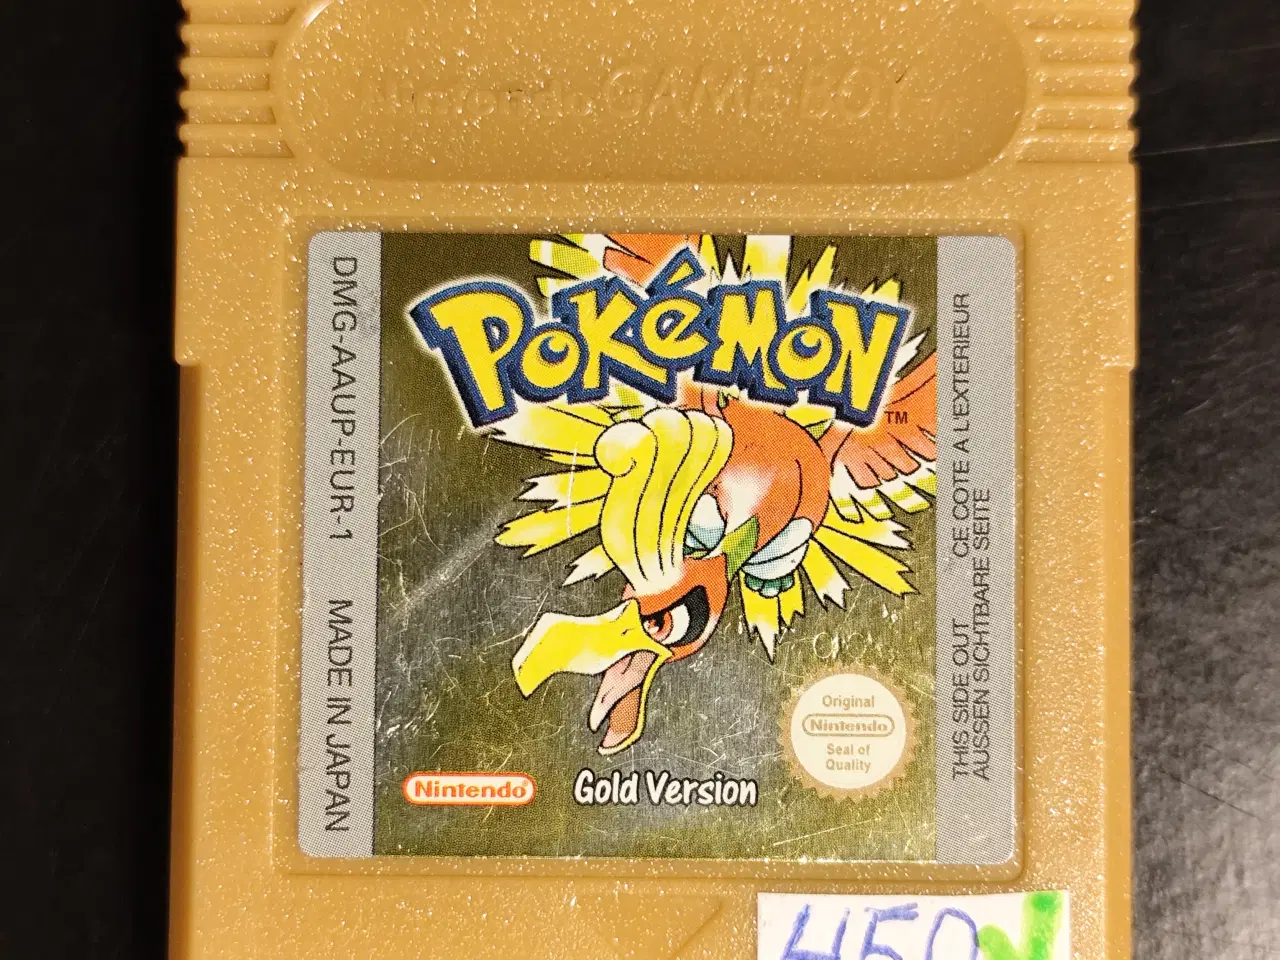 Nintendo GAME BOY
POKéMON
TM
DMG-AAUP-EUR-1 MADE IN JAPAN
THIS SIDE OUT CE COTE A L'EXTERIEUR
AUSSEN SICHTBARE SEITE
Original
Nintendo
Seal of
Quality
Nintendo
Gold Version
450